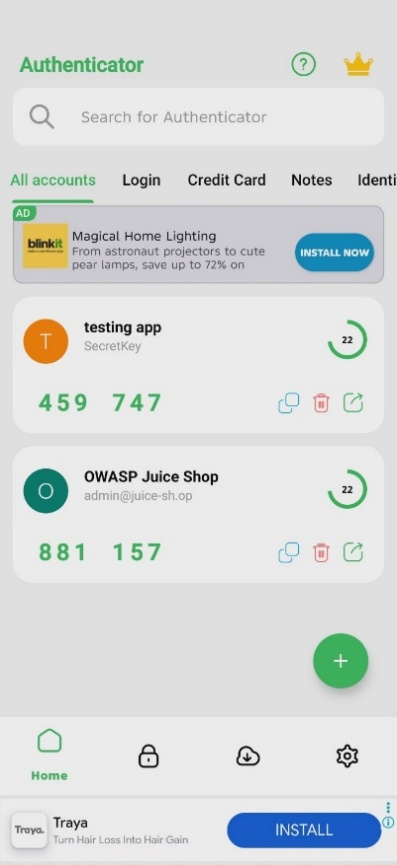 Authenticator
?
Search for Authenticator
All accounts Login Credit Card Notes Identi
AD
blinkit
Magical Home Lighting
From astronaut projectors to cute
pear lamps, save up to 72% on
INSTALL NOW
T
testing app
SecretKey
22
459 747
O
OWASP Juice Shop
admin@juice-sh.op
22
881 157
+
Home
Traya.
Traya
Turn Hair Loss Into Hair Gain
INSTALL